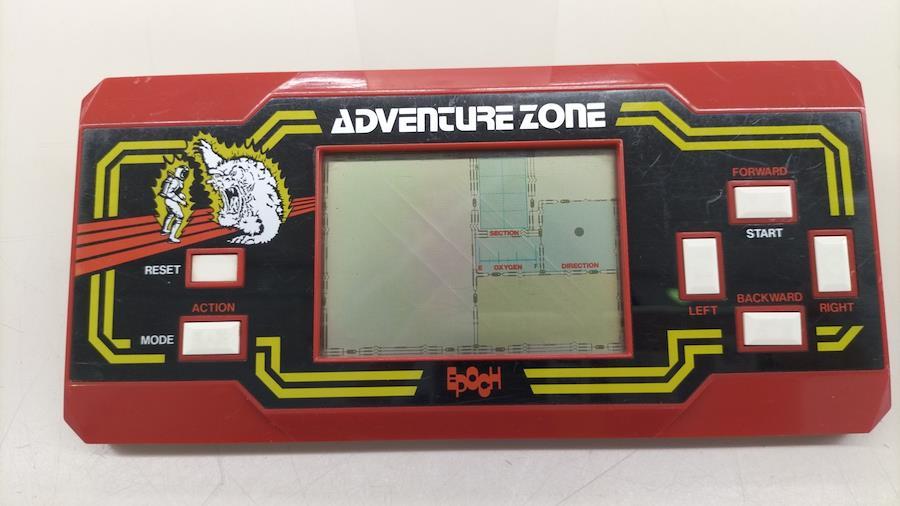 ADVENTURE ZONE
FORWARD
START
SECTION
E OXYGEN F
DIRECTION
RESET
LEFT
BACKWARD
RIGHT
ACTION
MODE
EPOCH